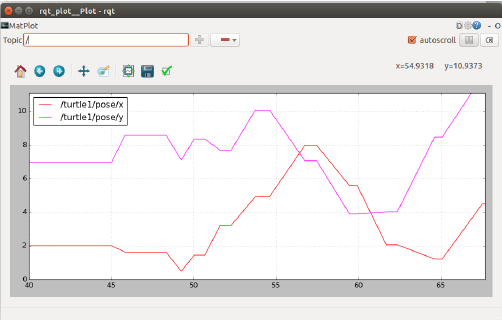 rqt_plot__Plot - rqt
MatPlot
D
- O
Topic /
autoscroll
x=54.9318 y=10.9373
/turtle1/pose/x
/turtle1/pose/y
10
8
6
4
2
0
40 45 50 55 60 65